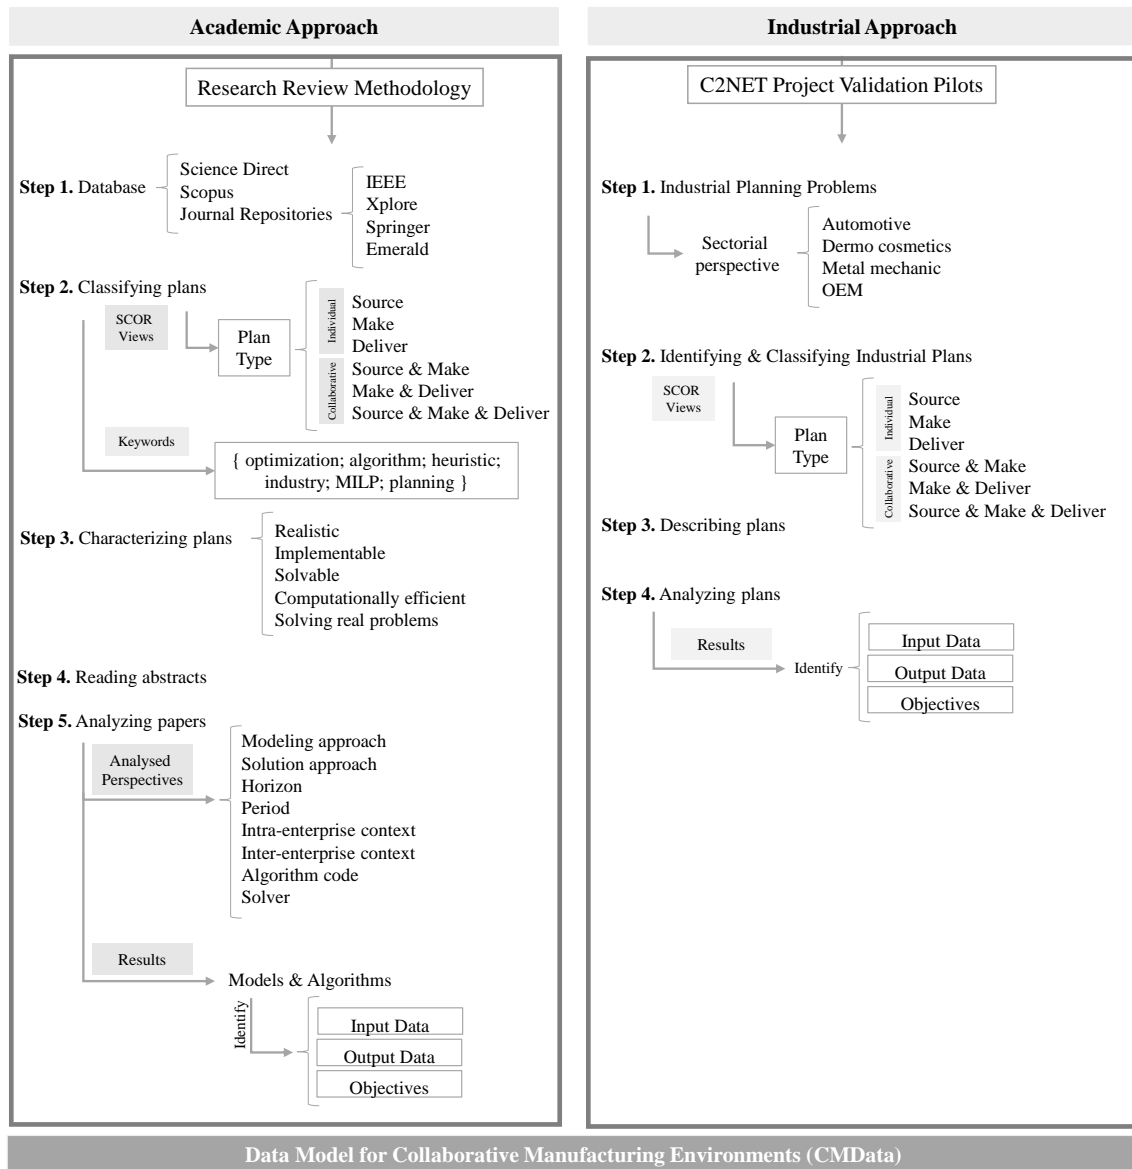 Academic Approach
Research Review Methodology
Step 1. Database
Science Direct
Scopus
Journal Repositories
IEEE
Xplore
Springer
Emerald
Step 2. Classifying plans
SCOR
Views
Plan
Type
Individual
Source
Make
Deliver
Collaborative
Source & Make
Make & Deliver
Source & Make & Deliver
Keywords
{ optimization; algorithm; heuristic;
industry; MILP; planning }
Step 3. Characterizing plans
Realistic
Implementable
Solvable
Computationally efficient
Solving real problems
Step 4. Reading abstracts
Step 5. Analyzing papers
Analysed
Perspectives
Modeling approach
Solution approach
Horizon
Period
Intra-enterprise context
Inter-enterprise context
Algorithm code
Solver
Results
Models & Algorithms
Identify
Input Data
Output Data
Objectives
Industrial Approach
C2NET Project Validation Pilots
Step 1. Industrial Planning Problems
Sectorial
perspective
Automotive
Dermo cosmetics
Metal mechanic
OEM
Step 2. Identifying & Classifying Industrial Plans
SCOR
Views
Plan
Type
Individual
Source
Make
Deliver
Collaborative
Source & Make
Make & Deliver
Source & Make & Deliver
Step 3. Describing plans
Step 4. Analyzing plans
Results
Identify
Input Data
Output Data
Objectives
Data Model for Collaborative Manufacturing Environments (CMData)